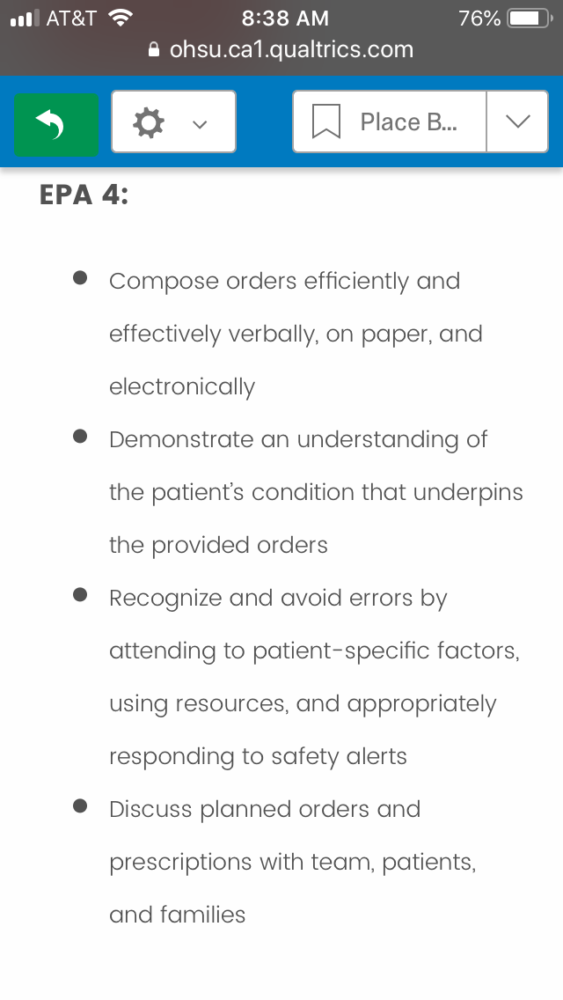 AT&T 8:38 AM 76%
ohsu.ca1.qualtrics.com
Place B...
EPA 4:
Compose orders efficiently and
effectively verbally, on paper, and
electronically
Demonstrate an understanding of
the patient’s condition that underpins
the provided orders
Recognize and avoid errors by
attending to patient-specific factors,
using resources, and appropriately
responding to safety alerts
Discuss planned orders and
prescriptions with team, patients,
and families